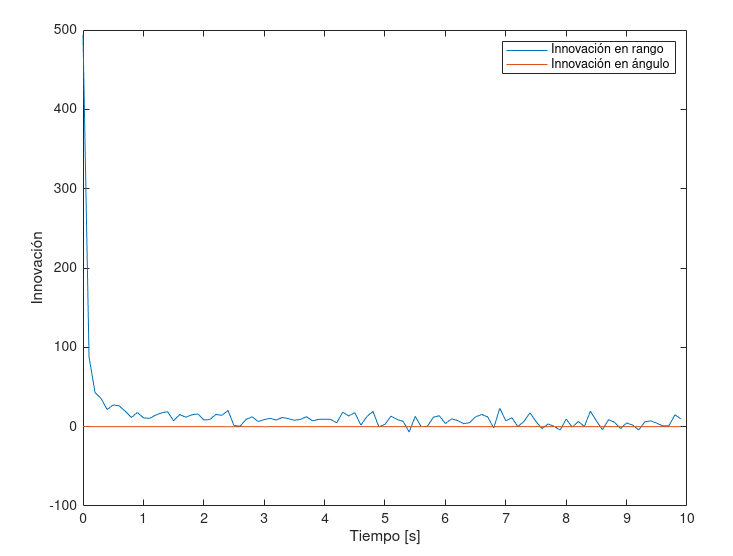 500
400
300
200
100
0
-100
Innovación
Innovación en rango
Innovación en ángulo
0 1 2 3 4 5 6 7 8 9 10
Tiempo [s]